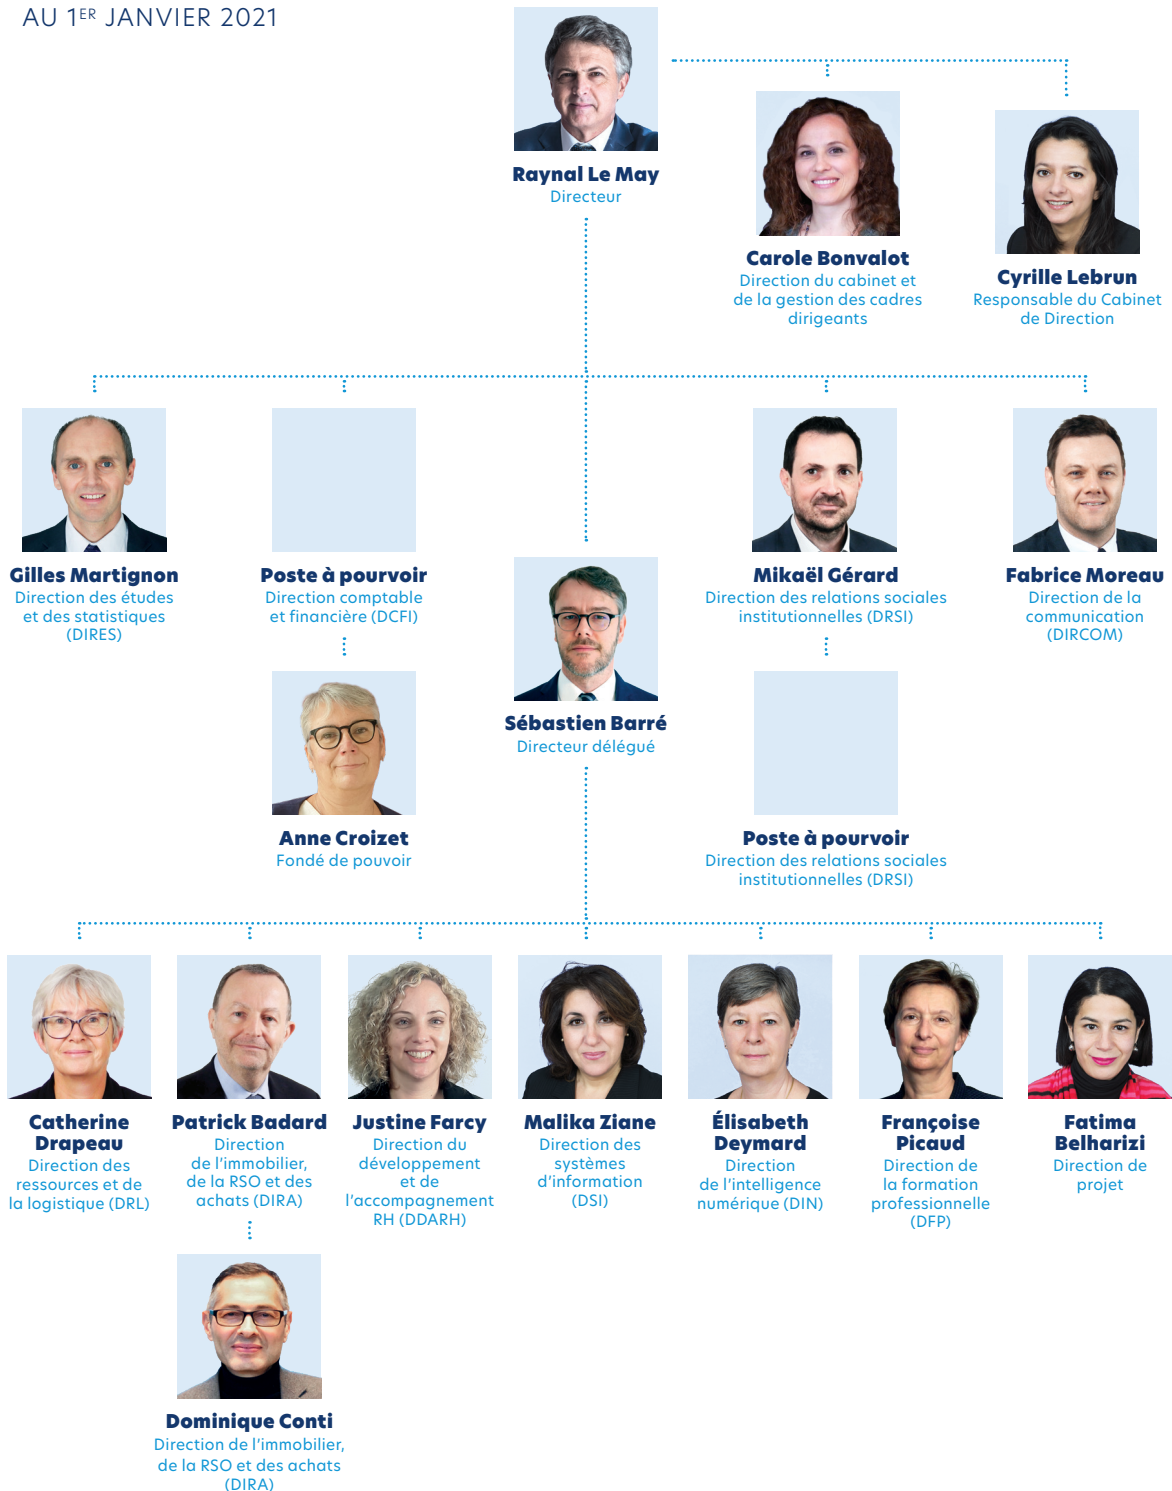 AU 1ER JANVIER 2021
Raynal Le May
Directeur
Carole Bonvalot
Direction du cabinet et
de la gestion des cadres
dirigeants
Cyrille Lebrun
Responsable du Cabinet
de Direction
Gilles Martignon
Direction des études
et des statistiques
(DIRES)
Poste à pourvoir
Direction comptable
et financière (DCFI)
Mikaël Gérard
Direction des relations sociales
institutionnelles (DRSI)
Fabrice Moreau
Direction de la
communication
(DIRCOM)
Sébastien Barré
Directeur délégué
Anne Croizet
Fondé de pouvoir
Poste à pourvoir
Direction des relations sociales
institutionnelles (DRSI)
Catherine
Drapeau
Direction des
ressources et de
la logistique (DRL)
Patrick Badard
Direction
de l'immobilier,
de la RSO et des
achats (DIRA)
Justine Farcy
Direction du
développement
et de
l'accompagnement
RH (DDARH)
Malika Ziane
Direction des
systèmes
d'information
(DSI)
Élisabeth
Deymard
Direction
de l'intelligence
numérique (DIN)
Françoise
Picaud
Direction de
la formation
professionnelle
(DFP)
Fatima
Belharizi
Direction de
projet
Dominique Conti
Direction de l'immobilier,
de la RSO et des achats
(DIRA)